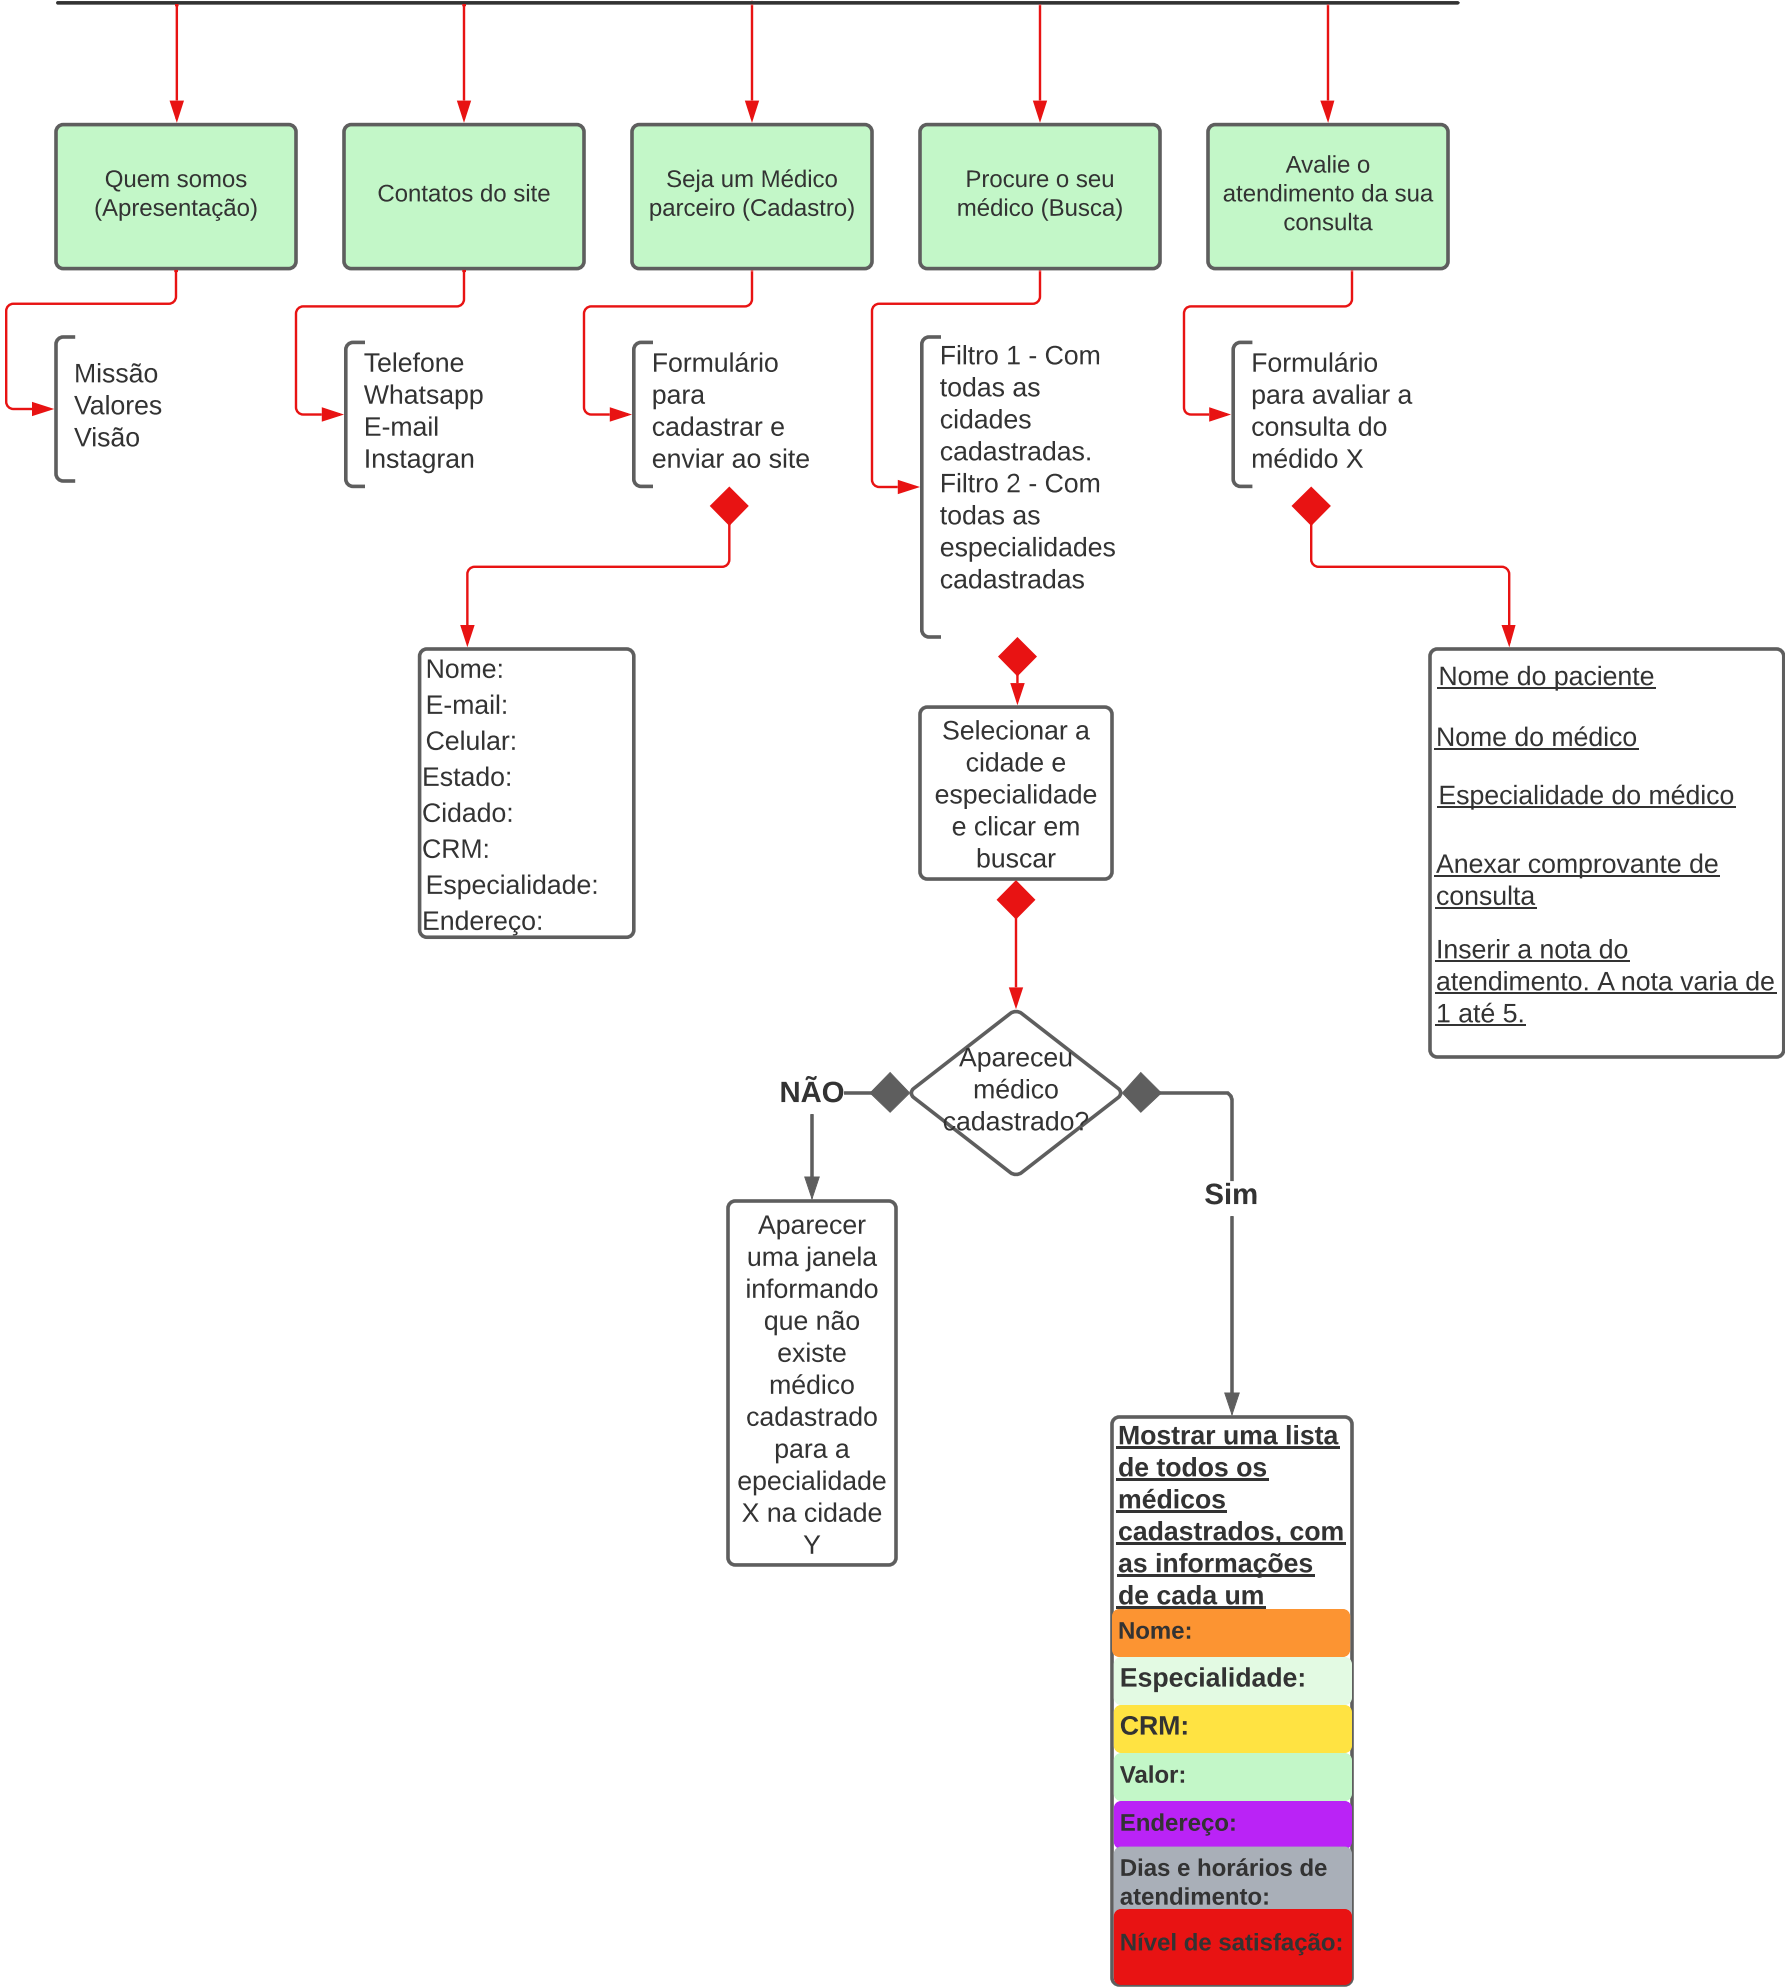 Quem somos
(Apresentação)
Contatos do site
Seja um Médico
parceiro (Cadastro)
Procure o seu
médico (Busca)
Avalie o
atendimento da sua
consulta
Missão
Valores
Visão
Telefone
Whatsapp
E-mail
Instagran
Formulário
para
cadastrar e
enviar ao site
Filtro 1 - Com
todas as
cidades
cadastradas.
Filtro 2 - Com
todas as
especialidades
cadastradas
Formulário
para avaliar a
consulta do
médido X
Nome:
E-mail:
Celular:
Estado:
Cidado:
CRM:
Especialidade:
Endereço:
Selecionar a
cidade e
especialidade
e clicar em
buscar
Nome do paciente
Nome do médico
Especialidade do médico
Anexar comprovante de
consulta
Inserir a nota do
atendimento. A nota varia de
1 até 5.
Apareceu
médico
cadastrado?
NÃO
Sim
Aparecer
uma janela
informando
que não
existe
médico
cadastrado
para a
epecialidade
X na cidade
Y
Mostrar uma lista
de todos os
médicos
cadastrados, com
as informações
de cada um
Nome:
Especialidade:
CRM:
Valor:
Endereço:
Dias e horários de
atendimento:
Nível de satisfação: